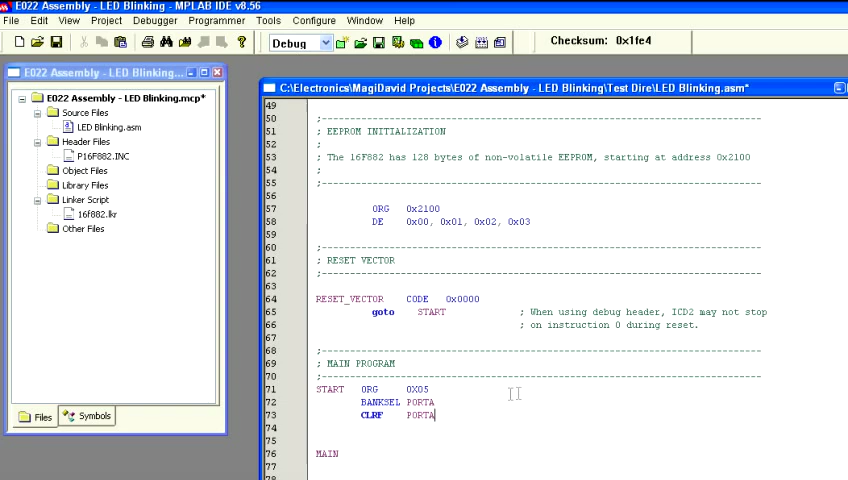 E022 Assembly - LED Blinking - MPLAB IDE v8.56
File Edit View Project Debugger Programmer Tools Configure Window Help
Debug
Checksum: 0x1fe4
E022 Assembly - LED Blinking...
E022 Assembly - LED Blinking.mcp*
Source Files
LED Blinking.asm
Header Files
P16F882.INC
Object Files
Library Files
Linker Script
16f882.lkr
Other Files
Files Symbols
C:\Electronics\MagiDavid Projects\E022 Assembly - LED Blinking\Test Dire\LED Blinking.asm*
49
50 ;------------------------------------------------------------------------------
51 ; EEPROM INITIALIZATION
52 ;
53 ; The 16F882 has 128 bytes of non-volatile EEPROM, starting at address 0x2100
54 ;
55 ;------------------------------------------------------------------------------
56
57 ORG 0x2100
58 DE 0x00, 0x01, 0x02, 0x03
59
60 ;------------------------------------------------------------------------------
61 ; RESET VECTOR
62 ;------------------------------------------------------------------------------
63
64 RESET_VECTOR CODE 0x0000
65 goto START ; When using debug header, ICD2 may not stop
66 ; on instruction 0 during reset.
67
68 ;------------------------------------------------------------------------------
69 ; MAIN PROGRAM
70 ;------------------------------------------------------------------------------
71 START ORG 0X05
72 BANKSEL PORTA
73 CLRF PORTA
74
75
76 MAIN
77
78